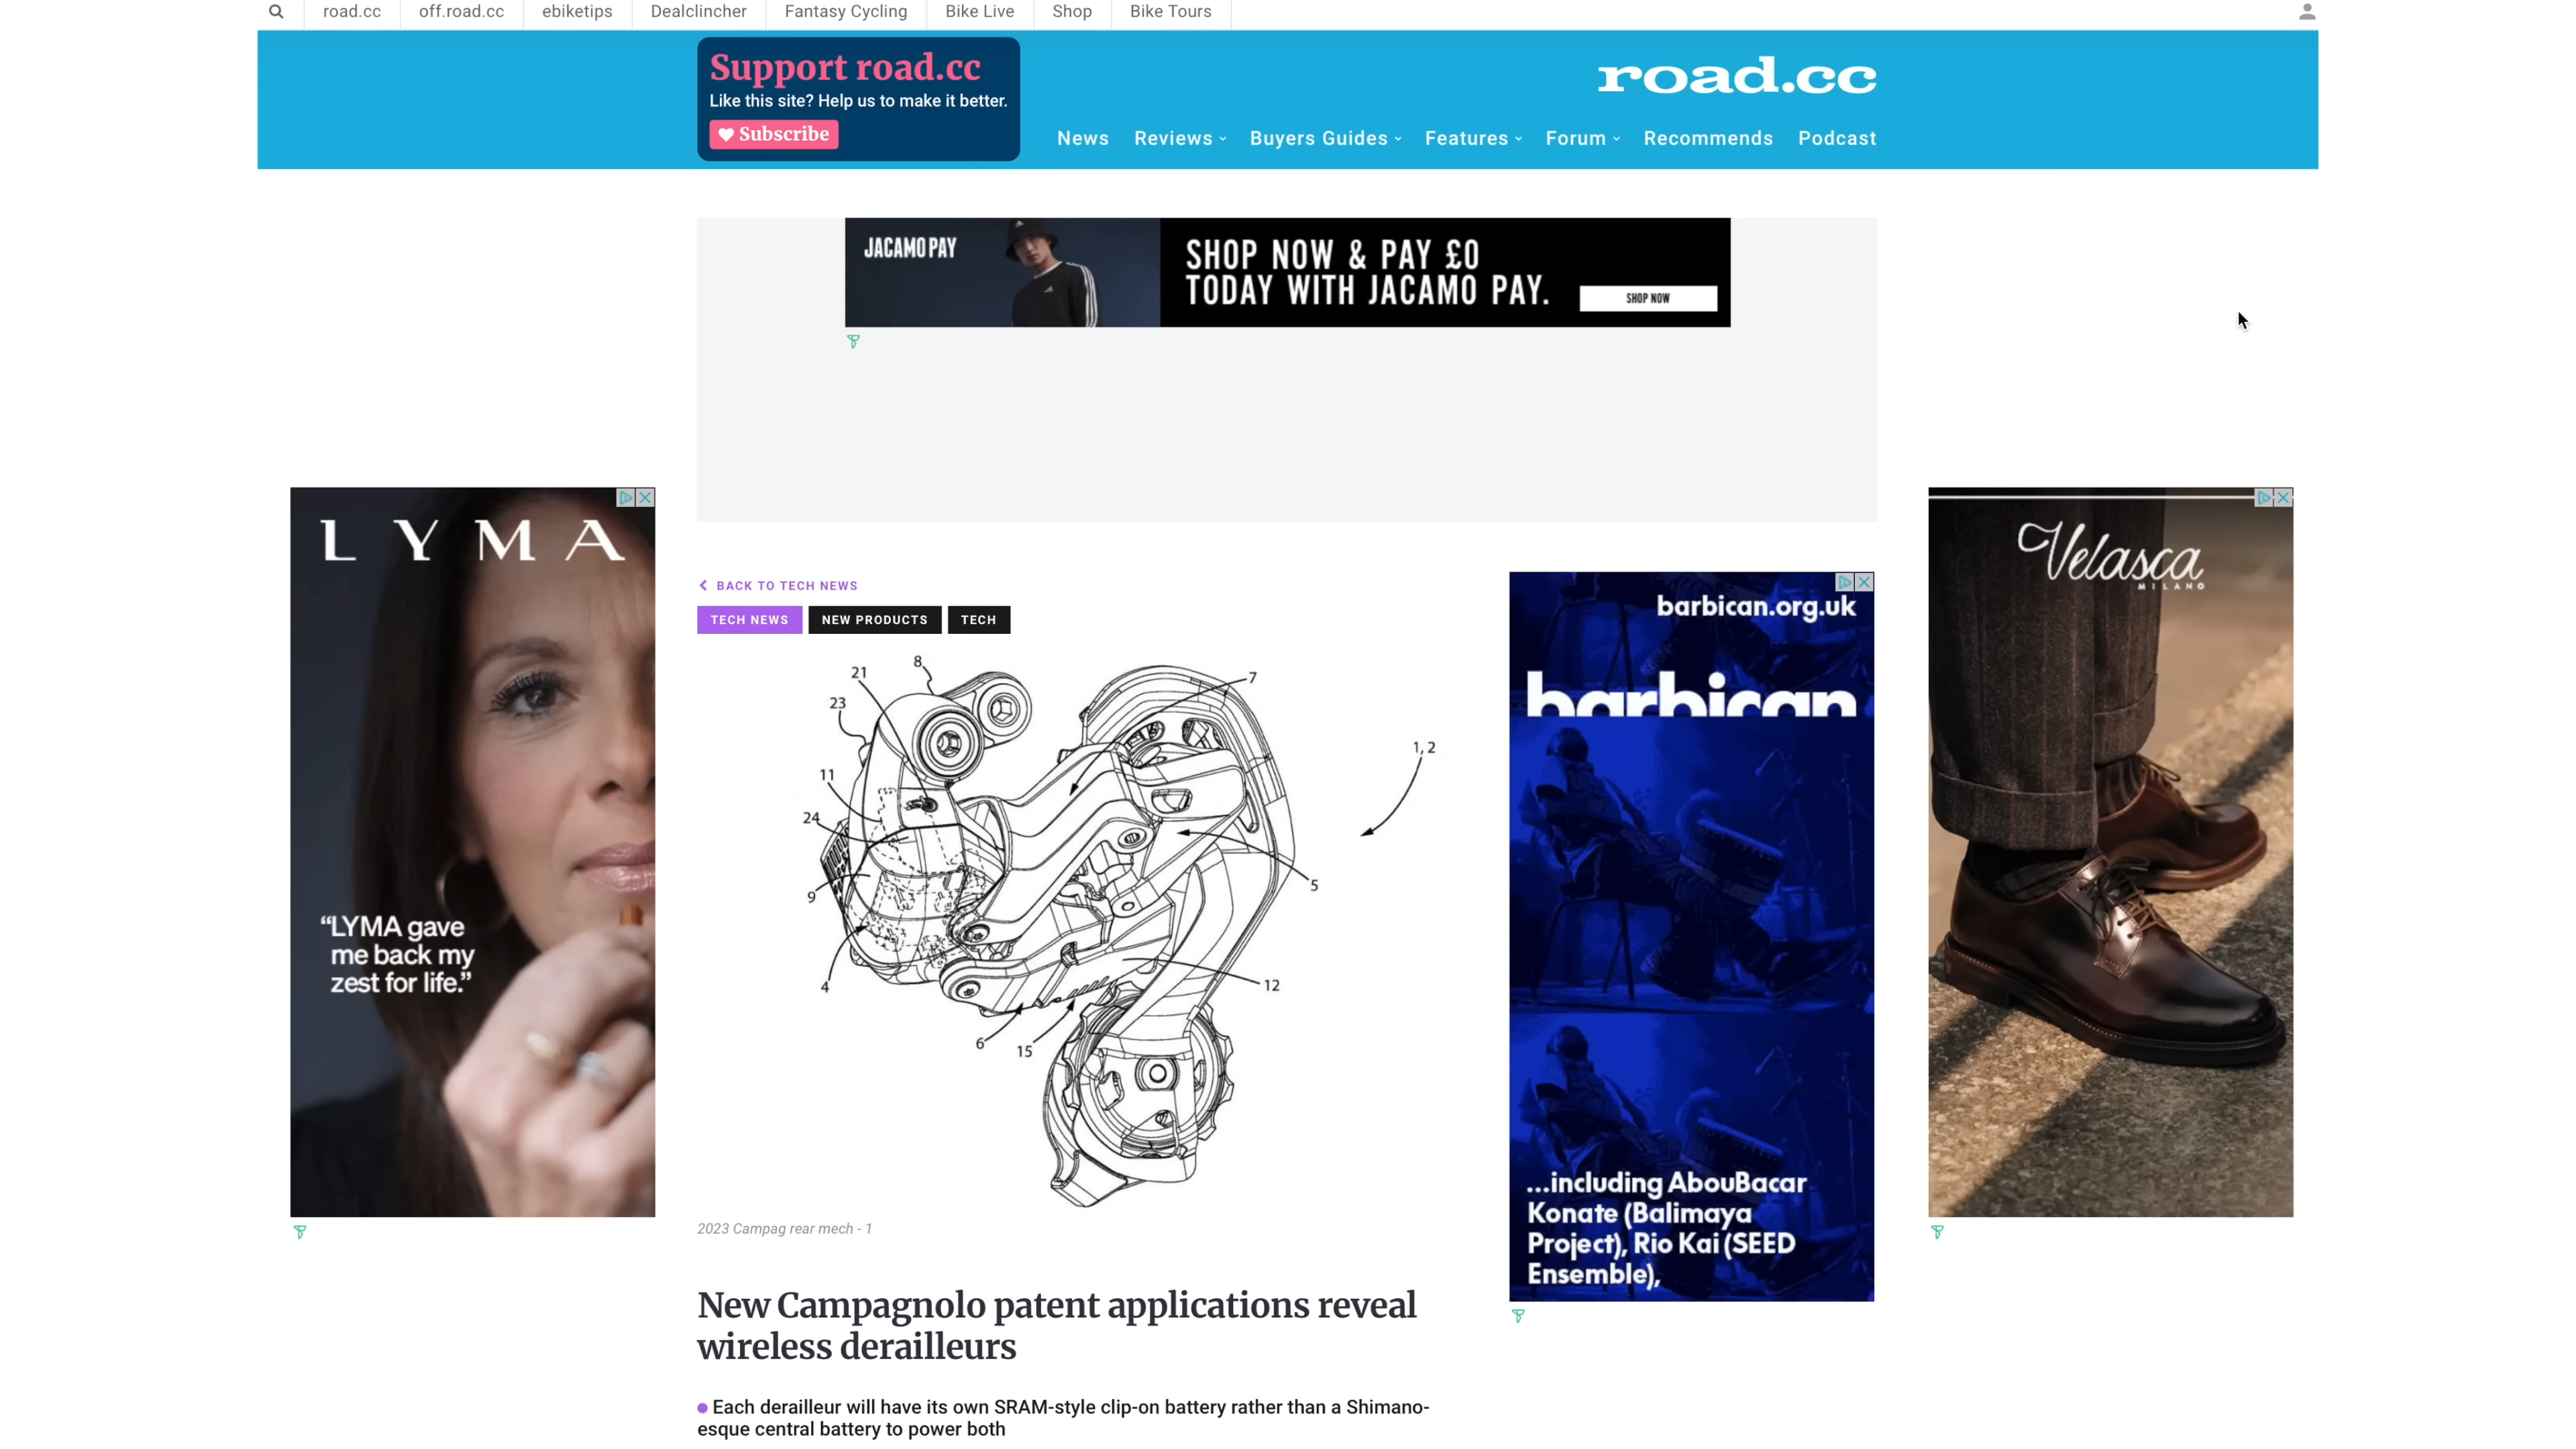 road.cc
off.road.cc
ebiketips
Dealclincher
Fantasy Cycling
Bike Live
Shop
Bike Tours
Support road.cc
Like this site? Help us to make it better.
Subscribe
road.cc
News
Reviews
Buyers Guides
Features
Forum
Recommends
Podcast
JACAMO PAY
SHOP NOW & PAY £0
TODAY WITH JACAMO PAY.
SHOP NOW
LYMA
“LYMA gave
me back my
zest for life.”
BACK TO TECH NEWS
TECH NEWS
NEW PRODUCTS
TECH
8
21
7
23
1, 2
11
24
5
9
4
12
6
15
2023 Campag rear mech - 1
New Campagnolo patent applications reveal
wireless derailleurs
Each derailleur will have its own SRAM-style clip-on battery rather than a Shimano-
esque central battery to power both
barbican.org.uk
barbican
...including AbouBacar
Konate (Balimaya
Project), Rio Kai (SEED
Ensemble),
Velasca
MILANO